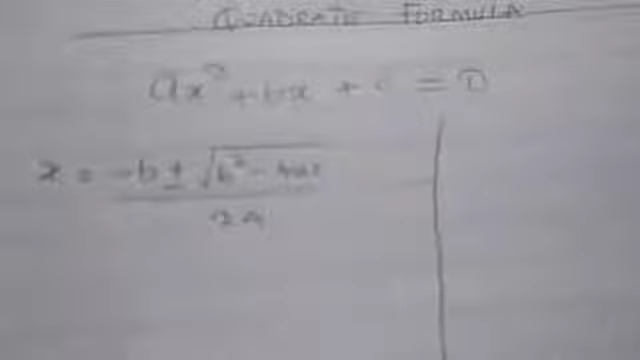 QUADRATIC FORMULA
ax² + bx + c = 0
x = -b ± √b² - 4ac
2a